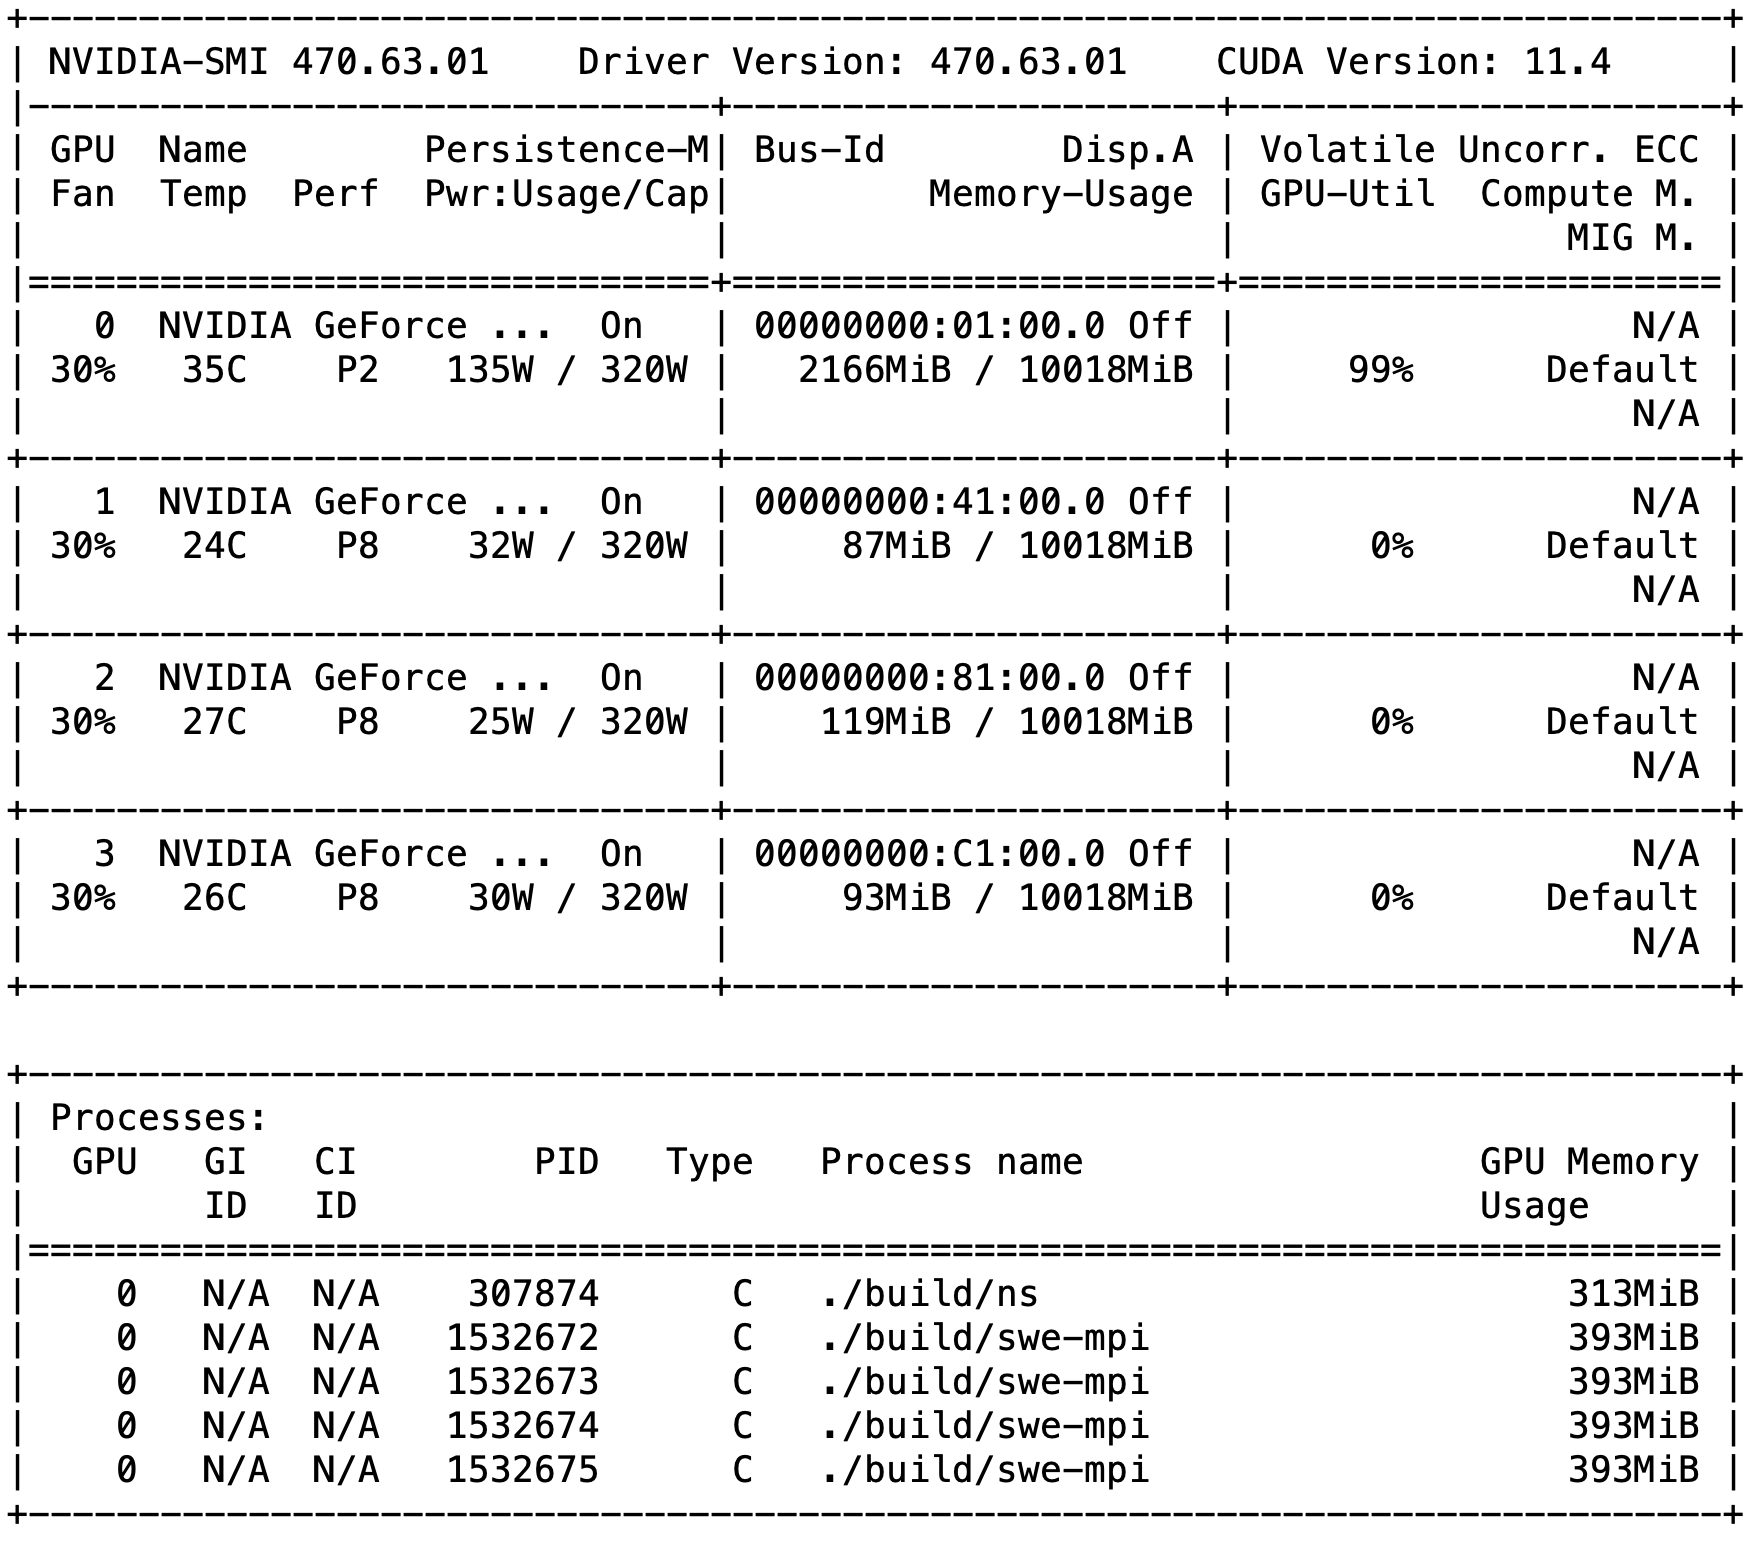 +-----------------------------------------------------------------------------+
| NVIDIA-SMI 470.63.01    Driver Version: 470.63.01    CUDA Version: 11.4     |
|-------------------------------+----------------------+----------------------+
| GPU  Name        Persistence-M| Bus-Id        Disp.A | Volatile Uncorr. ECC |
| Fan  Temp  Perf  Pwr:Usage/Cap|         Memory-Usage | GPU-Util  Compute M. |
|                               |                      |               MIG M. |
|===============================+======================+======================|
|   0  NVIDIA GeForce ...  On   | 00000000:01:00.0 Off |                  N/A |
| 30%   35C    P2   135W / 320W |   2166MiB / 10018MiB |     99%      Default |
|                               |                      |                  N/A |
+-------------------------------+----------------------+----------------------+
|   1  NVIDIA GeForce ...  On   | 00000000:41:00.0 Off |                  N/A |
| 30%   24C    P8    32W / 320W |     87MiB / 10018MiB |      0%      Default |
|                               |                      |                  N/A |
+-------------------------------+----------------------+----------------------+
|   2  NVIDIA GeForce ...  On   | 00000000:81:00.0 Off |                  N/A |
| 30%   27C    P8    25W / 320W |    119MiB / 10018MiB |      0%      Default |
|                               |                      |                  N/A |
+-------------------------------+----------------------+----------------------+
|   3  NVIDIA GeForce ...  On   | 00000000:C1:00.0 Off |                  N/A |
| 30%   26C    P8    30W / 320W |     93MiB / 10018MiB |      0%      Default |
|                               |                      |                  N/A |
+-------------------------------+----------------------+----------------------+

+-----------------------------------------------------------------------------+
| Processes:                                                                  |
|  GPU   GI   CI        PID   Type   Process name                  GPU Memory |
|        ID   ID                                                   Usage      |
|=============================================================================|
|    0   N/A  N/A    307874      C   ./build/ns                        313MiB |
|    0   N/A  N/A   1532672      C   ./build/swe-mpi                   393MiB |
|    0   N/A  N/A   1532673      C   ./build/swe-mpi                   393MiB |
|    0   N/A  N/A   1532674      C   ./build/swe-mpi                   393MiB |
|    0   N/A  N/A   1532675      C   ./build/swe-mpi                   393MiB |
+-----------------------------------------------------------------------------+